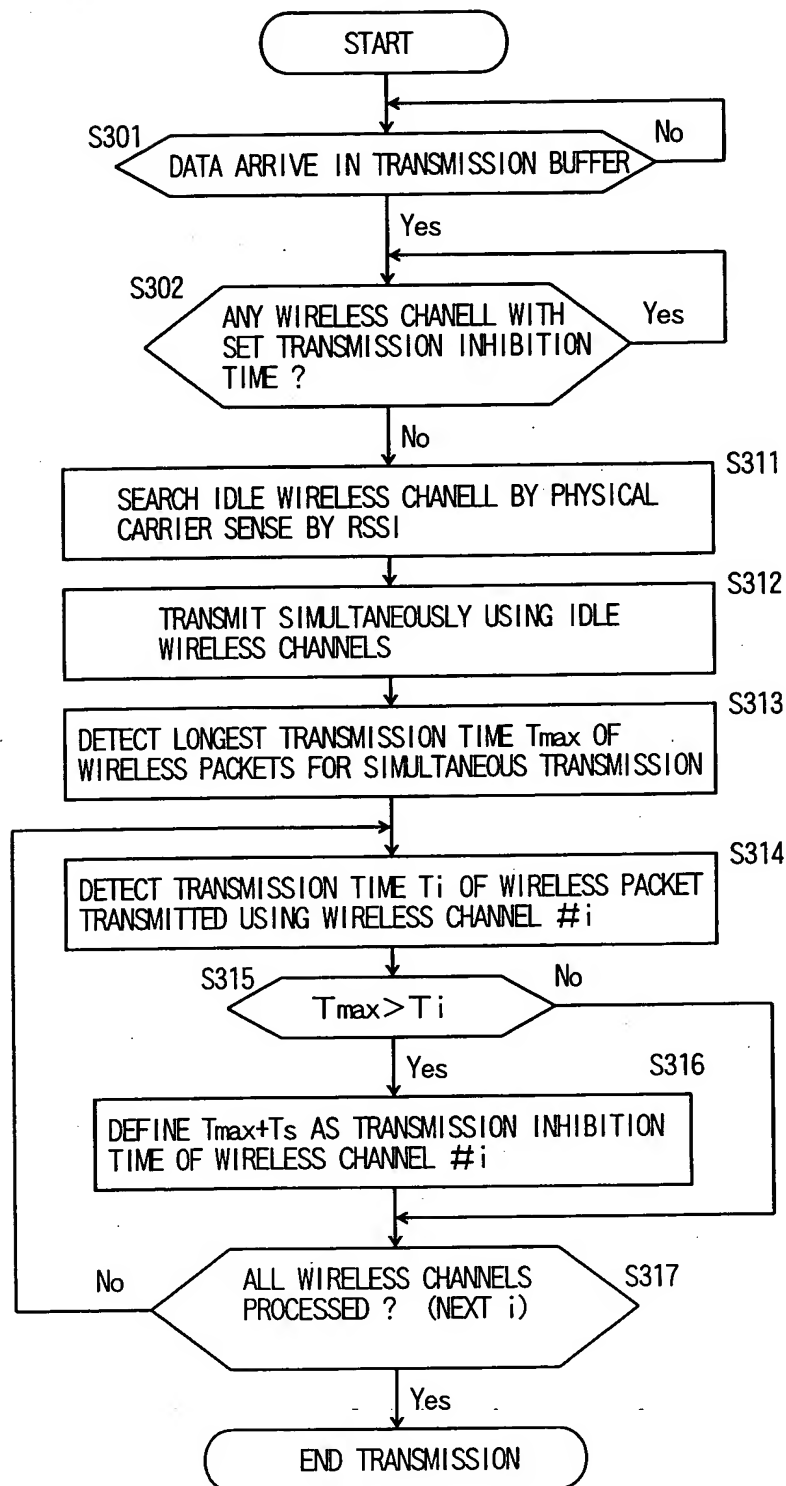 START
No
S301
DATA ARRIVE IN TRANSMISSION BUFFER
Yes
S302
ANY WIRELESS CHANELL WITH
SET TRANSMISSION INHIBITION
TIME ?
Yes
No
S311
SEARCH IDLE WIRELESS CHANELL BY PHYSICAL
CARRIER SENSE BY RSSI
S312
TRANSMIT SIMULTANEOUSLY USING IDLE
WIRELESS CHANNELS
S313
DETECT LONGEST TRANSMISSION TIME Tmax OF
WIRELESS PACKETS FOR SIMULTANEOUS TRANSMISSION
S314
DETECT TRANSMISSION TIME Ti OF WIRELESS PACKET
TRANSMITTED USING WIRELESS CHANNEL #i
S315
No
Tmax>Ti
Yes
S316
DEFINE Tmax+Ts AS TRANSMISSION INHIBITION
TIME OF WIRELESS CHANNEL #i
No
S317
ALL WIRELESS CHANNELS
PROCESSED ? (NEXT i)
Yes
END TRANSMISSION